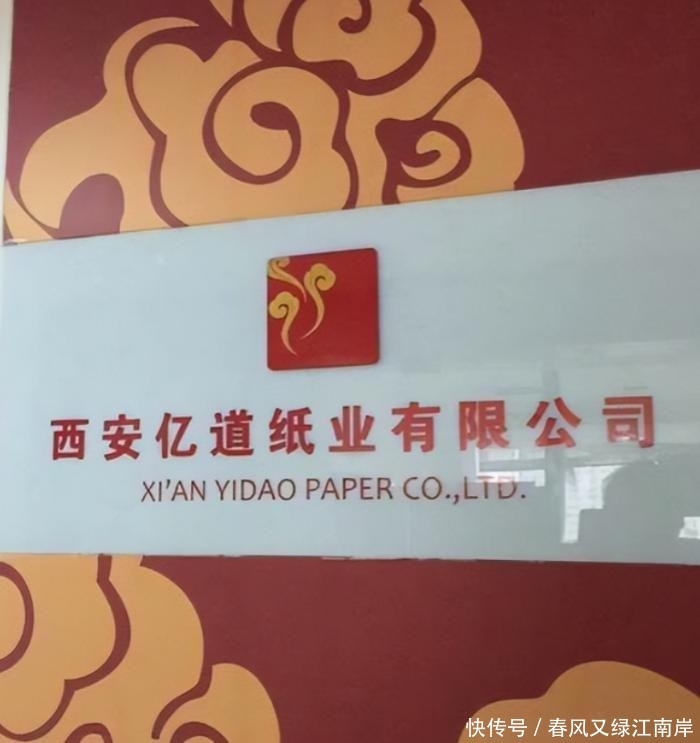 西安亿道纸业有限公司
XI'AN YIDAO PAPER CO.,LTD.
快传号 / 春风又绿江南岸